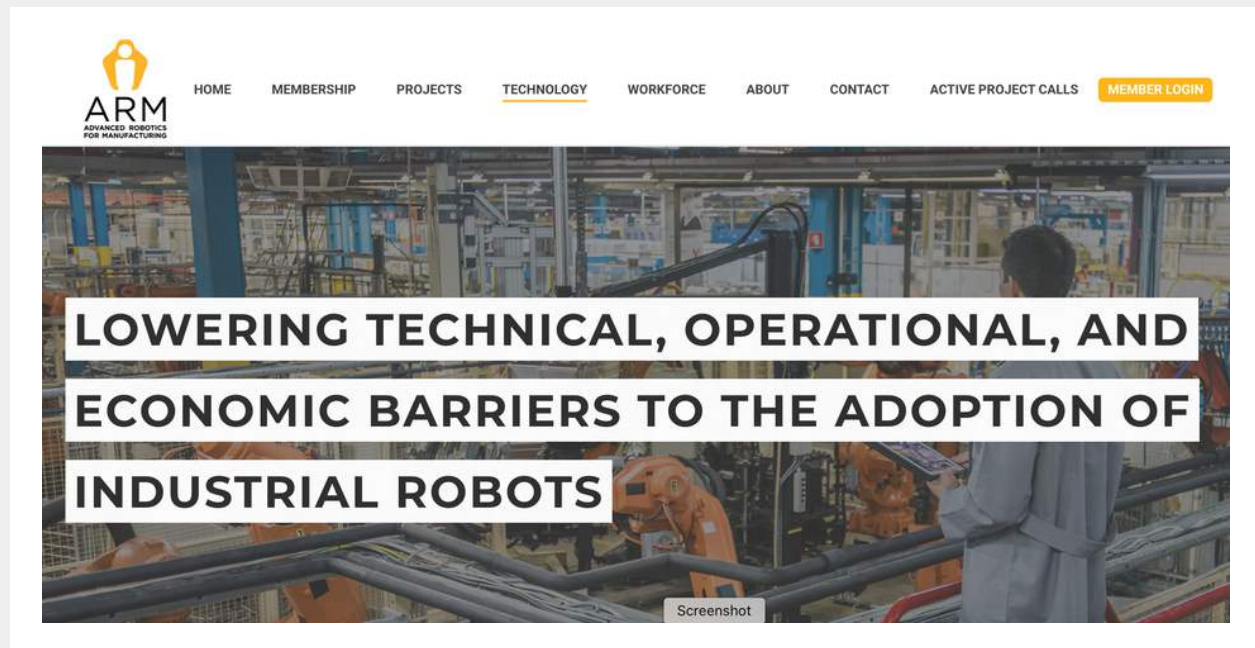 ARM
ADVANCED ROBOTICS
FOR MANUFACTURING
HOME MEMBERSHIP PROJECTS TECHNOLOGY WORKFORCE ABOUT CONTACT ACTIVE PROJECT CALLS MEMBER LOGIN
LOWERING TECHNICAL, OPERATIONAL, AND
ECONOMIC BARRIERS TO THE ADOPTION OF
INDUSTRIAL ROBOTS
Screenshot